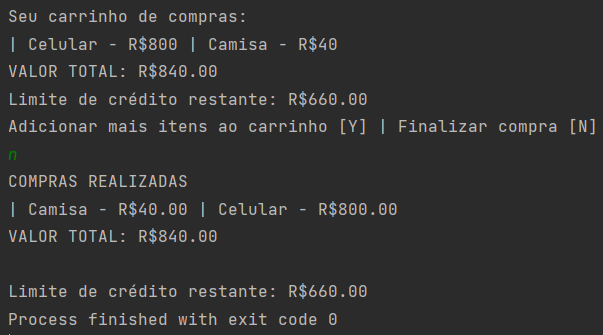 Seu carrinho de compras:
| Celular - R$800 | Camisa - R$40
VALOR TOTAL: R$840.00
Limite de crédito restante: R$660.00
Adicionar mais itens ao carrinho [Y] | Finalizar compra [N]
n
COMPRAS REALIZADAS
| Camisa - R$40.00 | Celular - R$800.00
VALOR TOTAL: R$840.00
Limite de crédito restante: R$660.00
Process finished with exit code 0